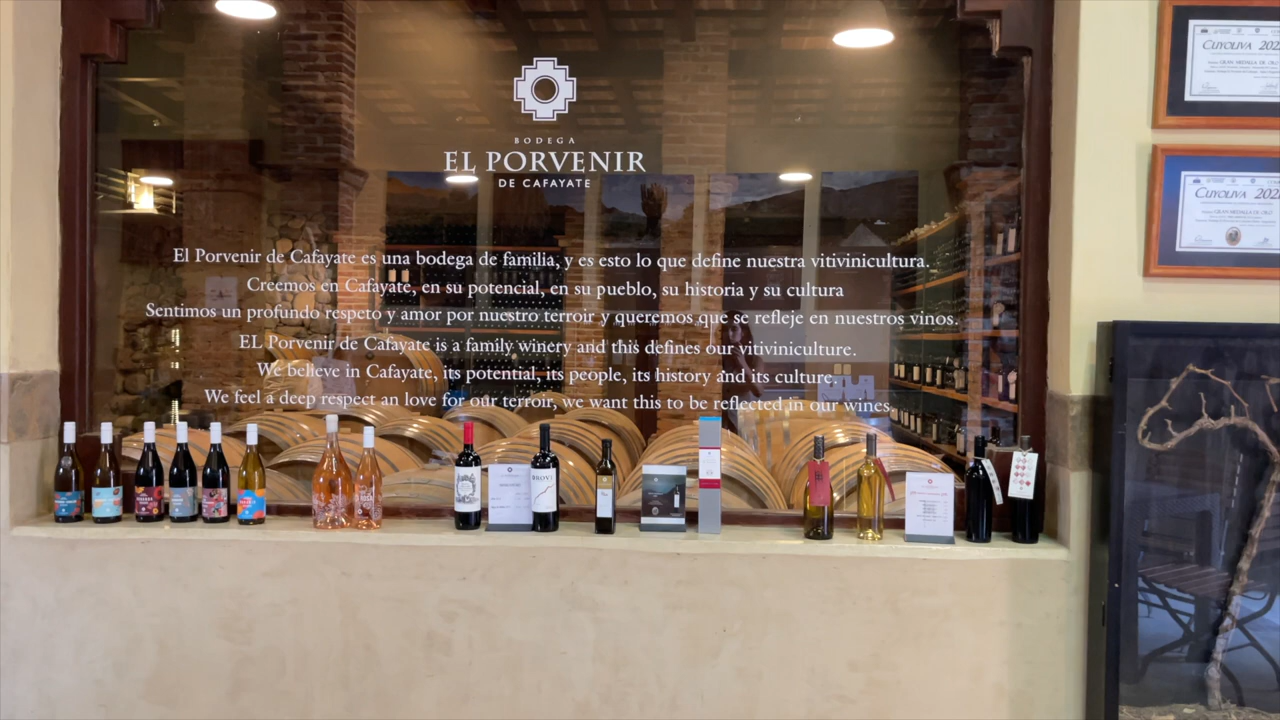 BODEGA
EL PORVENIR
DE CAFAYATE
El Porvenir de Cafayate es una bodega de familia, y es esto lo que define nuestra vitivinicultura.
Creemos en Cafayate, en su potencial, en su pueblo, su historia y su cultura
Sentimos un profundo respeto y amor por nuestro terroir y queremos que se refleje en nuestros vinos.
EL Porvenir de Cafayate is a family winery and this defines our vitiviniculture.
We believe in Cafayate, its potential, its people, its history and its culture.
We feel a deep respect an love for our terroir, we want this to be reflected in our wines.
CUYOLIVA 202
GRAN MEDALLA DE ORO
CUYOLIVA 202
GRAN MEDALLA DE ORO